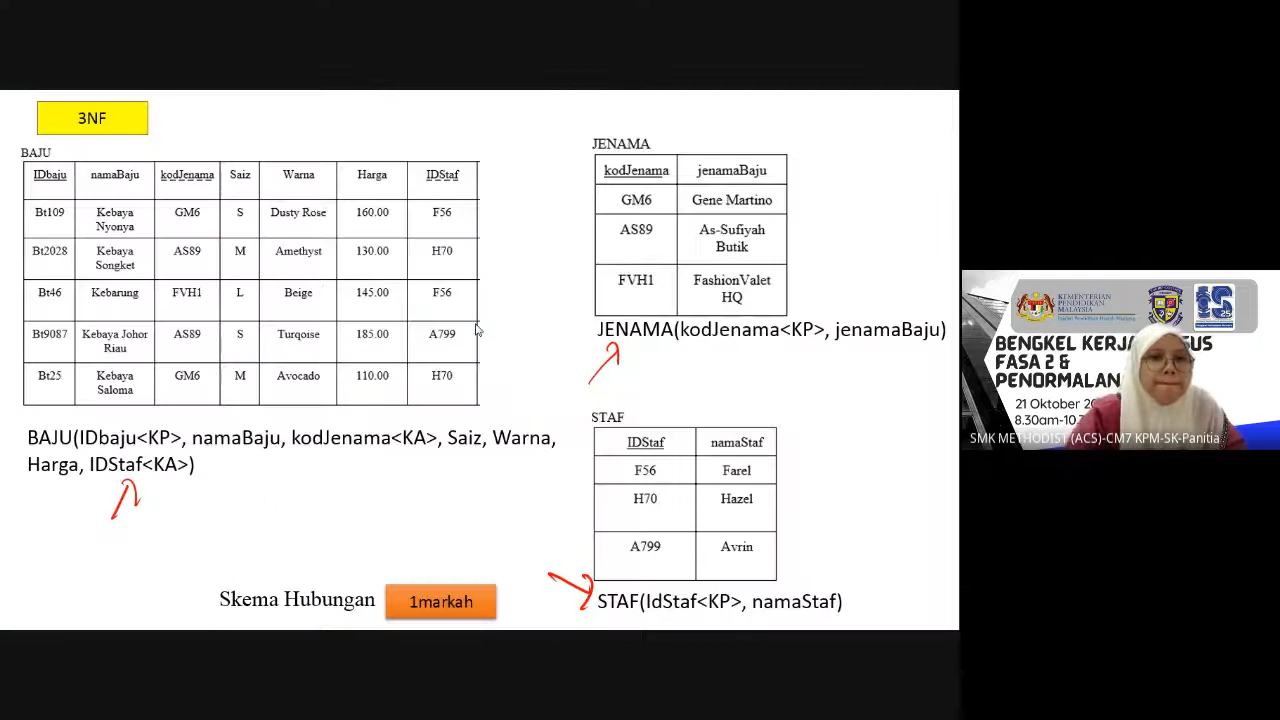 3NF
BAJU
IDbaju namaBaju kodJenama Saiz Warna Harga IDStaf
Bt109 Kebaya Nyonya GM6 S Dusty Rose 160.00 F56
Bt2028 Kebaya Songket AS89 M Amethyst 130.00 H70
Bt46 Kebarung FVH1 L Beige 145.00 F56
Bt9087 Kebaya Johor Riau AS89 S Turqoise 185.00 A799
Bt25 Kebaya Saloma GM6 M Avocado 110.00 H70
BAJU(IDbaju<KP>, namaBaju, kodJenama<KA>, Saiz, Warna,
Harga, IDStaf<KA>)
Skema Hubungan
1markah
JENAMA
kodJenama jenamaBaju
GM6 Gene Martino
AS89 As-Sufiyah Butik
FVH1 FashionValet HQ
JENAMA(kodJenama<KP>, jenamaBaju)
STAF
IDStaf namaStaf
F56 Farel
H70 Hazel
A799 Avrin
STAF(IdStaf<KP>, namaStaf)
KEMENTERIAN
PENDIDIKAN
MALAYSIA
BENGKEL KERJA
US
FASA 2 &
PENORMALAN
21 Oktober
8.30am-10.
SMK METHODIST (ACS)-CM7 KPM-SK-Panitia